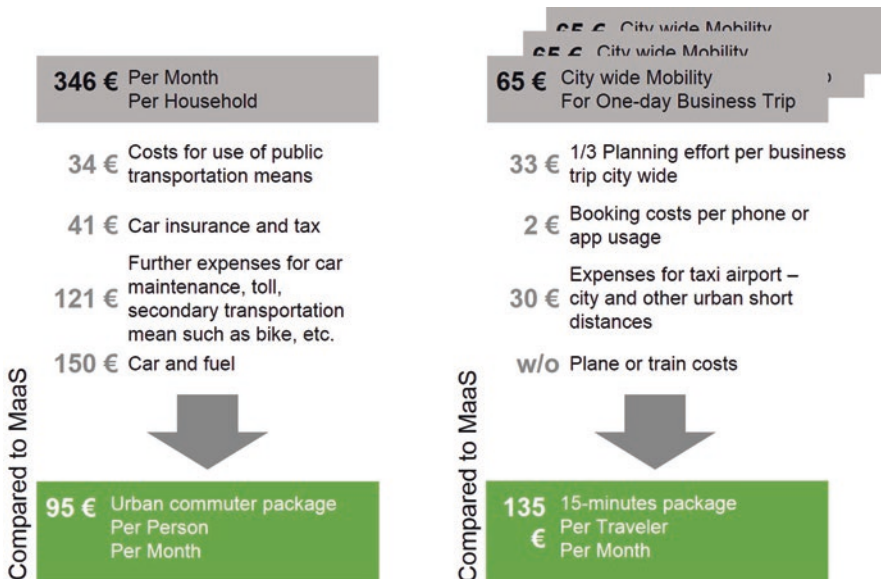 346 € Per Month
Per Household
34 € Costs for use of public
transportation means
41 € Car insurance and tax
Further expenses for car
maintenance, toll,
121 € secondary transportation
mean such as bike, etc.
150 € Car and fuel
Compared to MaaS
95 € Urban commuter package
Per Person
Per Month
65 € City wide Mobility
65 € City wide Mobility
65 € City wide Mobility
For One-day Business Trip
33 € 1/3 Planning effort per business
trip city wide
2 € Booking costs per phone or
app usage
Expenses for taxi airport –
30 € city and other urban short
distances
w/o Plane or train costs
Compared to MaaS
135 15-minutes package
€ Per Traveler
Per Month